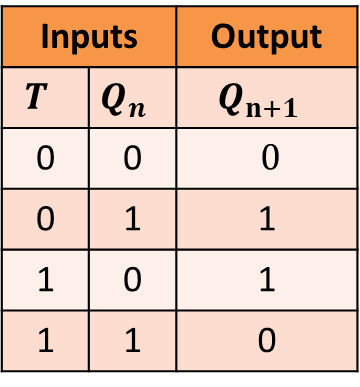 Inputs Output
T Qₙ Qₙ₊₁
0 0 0
0 1 1
1 0 1
1 1 0